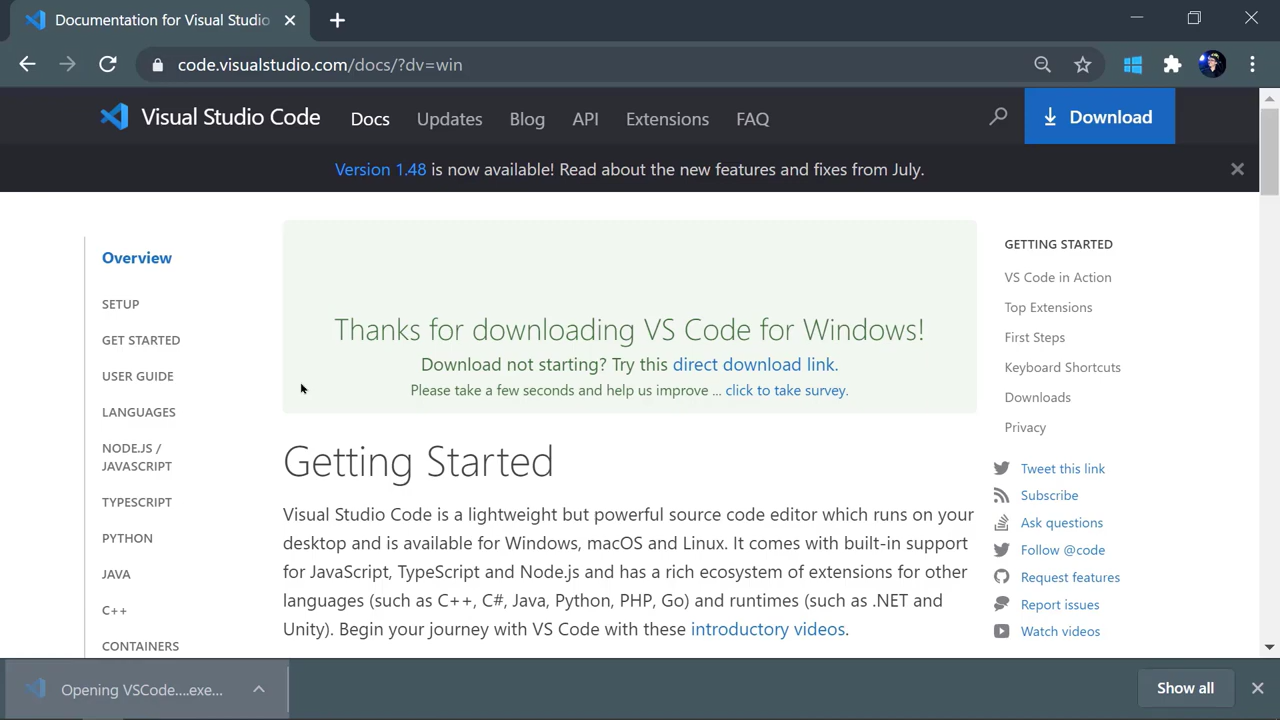 Documentation for Visual Studio
code.visualstudio.com/docs/?dv=win
Visual Studio Code
Docs
Updates
Blog
API
Extensions
FAQ
Download
Version 1.48 is now available! Read about the new features and fixes from July.
Overview
SETUP
GET STARTED
USER GUIDE
LANGUAGES
NODE.JS /
JAVASCRIPT
TYPESCRIPT
PYTHON
JAVA
C++
CONTAINERS
Thanks for downloading VS Code for Windows!
Download not starting? Try this direct download link.
Please take a few seconds and help us improve ... click to take survey.
Getting Started
Visual Studio Code is a lightweight but powerful source code editor which runs on your
desktop and is available for Windows, macOS and Linux. It comes with built-in support
for JavaScript, TypeScript and Node.js and has a rich ecosystem of extensions for other
languages (such as C++, C#, Java, Python, PHP, Go) and runtimes (such as .NET and
Unity). Begin your journey with VS Code with these introductory videos.
GETTING STARTED
VS Code in Action
Top Extensions
First Steps
Keyboard Shortcuts
Downloads
Privacy
Tweet this link
Subscribe
Ask questions
Follow @code
Request features
Report issues
Watch videos
Opening VSCode....exe...
Show all